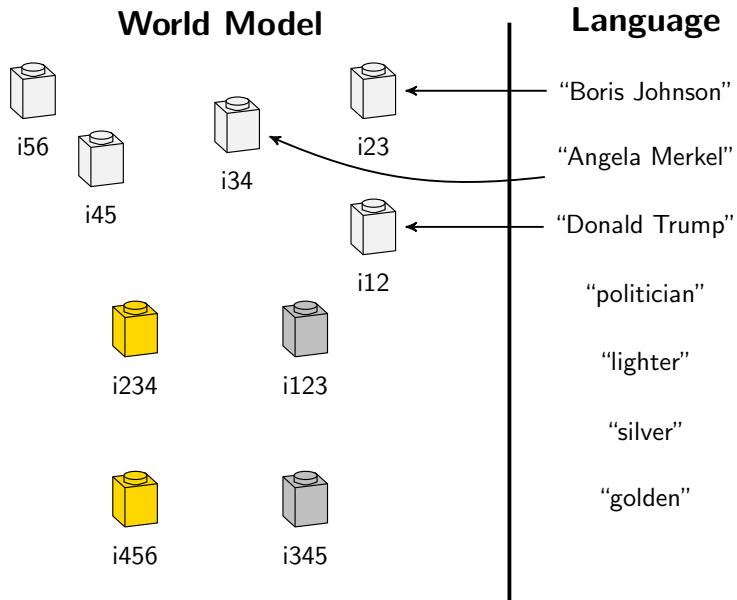 World Model
Language
i56
i45
i34
i23
i12
i234
i123
i456
i345
“Boris Johnson”
“Angela Merkel”
“Donald Trump”
“politician”
“lighter”
“silver”
“golden”